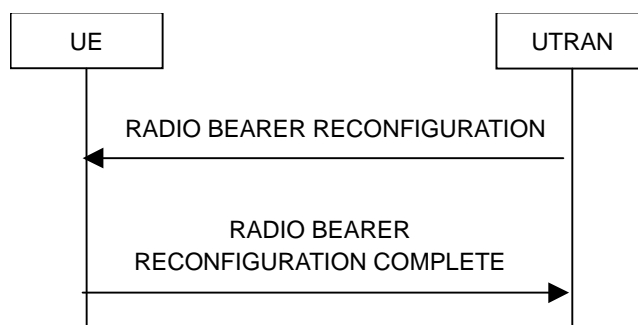 UE
UTRAN
RADIO BEARER RECONFIGURATION
RADIO BEARER
RECONFIGURATION COMPLETE